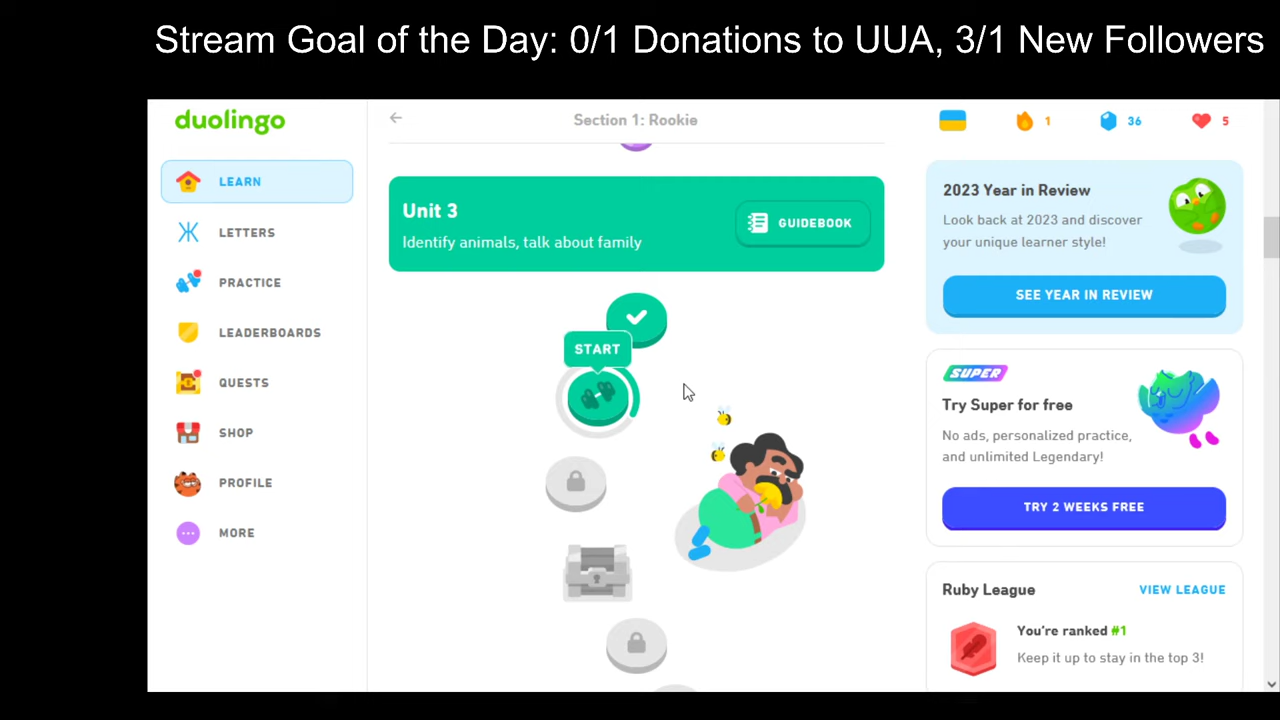 Stream Goal of the Day: 0/1 Donations to UUA, 3/1 New Followers
duolingo
LEARN
LETTERS
PRACTICE
LEADERBOARDS
QUESTS
SHOP
PROFILE
MORE
Section 1: Rookie
Unit 3
Identify animals, talk about family
GUIDEBOOK
START
1
36
5
2023 Year in Review
Look back at 2023 and discover
your unique learner style!
SEE YEAR IN REVIEW
SUPER
Try Super for free
No ads, personalized practice,
and unlimited Legendary!
TRY 2 WEEKS FREE
Ruby League
VIEW LEAGUE
You're ranked #1
Keep it up to stay in the top 3!